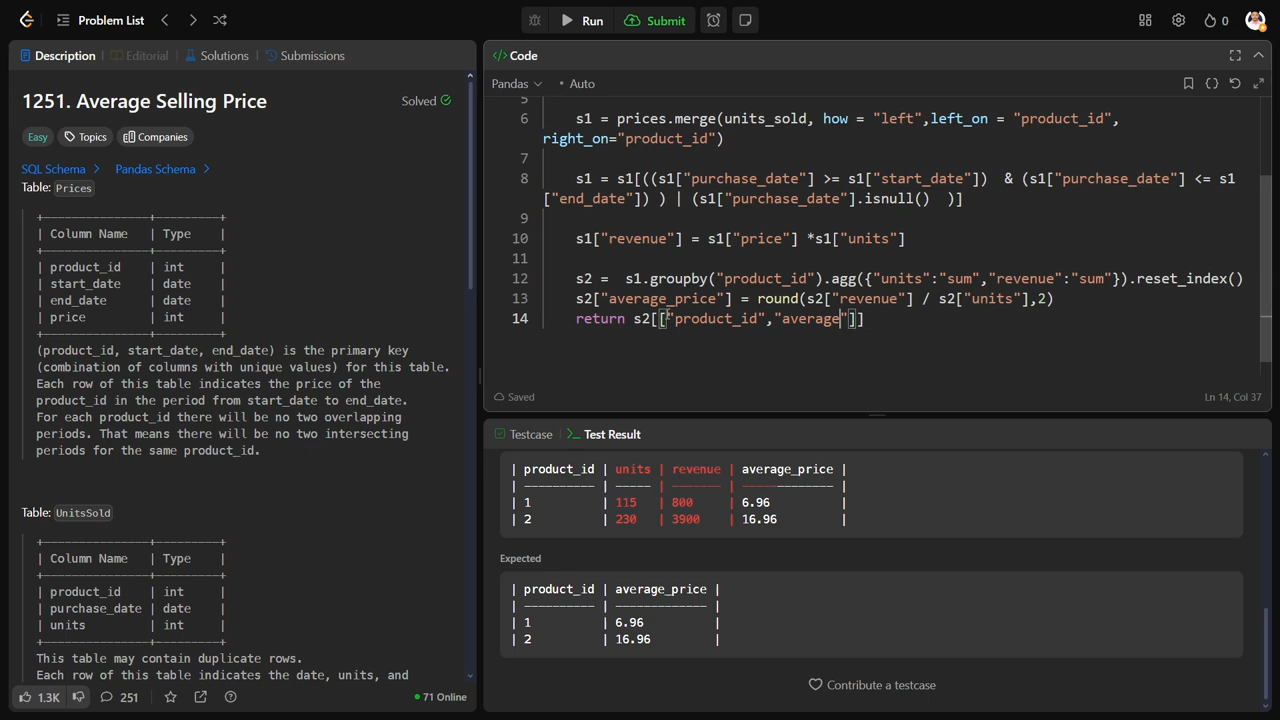 Problem List
Run
Submit
0
Description
Editorial
Solutions
Submissions
1251. Average Selling Price
Solved
Easy
Topics
Companies
SQL Schema >
Pandas Schema >
Table: Prices
+——————————————+—————————+
| Column Name | Type |
+——————————————+—————————+
| product_id | int |
| start_date | date |
| end_date | date |
| price | int |
+——————————————+—————————+
(product_id, start_date, end_date) is the primary key
(combination of columns with unique values) for this table.
Each row of this table indicates the price of the
product_id in the period from start_date to end_date.
For each product_id there will be no two overlapping
periods. That means there will be no two intersecting
periods for the same product_id.
Table: UnitsSold
+——————————————+—————————+
| Column Name | Type |
+——————————————+—————————+
| product_id | int |
| purchase_date | date |
| units | int |
+——————————————+—————————+
This table may contain duplicate rows.
Each row of this table indicates the date, units, and
1.3K
251
71 Online
</> Code
Pandas
• Auto
5
6 s1 = prices.merge(units_sold, how = "left",left_on = "product_id",
right_on="product_id")
7
8 s1 = s1[((s1["purchase_date"] >= s1["start_date"]) & (s1["purchase_date"] <= s1
["end_date"]) ) | (s1["purchase_date"].isnull() )]
9
10 s1["revenue"] = s1["price"] *s1["units"]
11
12 s2 = s1.groupby("product_id").agg({"units":"sum","revenue":"sum"}).reset_index()
13 s2["average_price"] = round(s2["revenue"] / s2["units"],2)
14 return s2[["product_id","average"]]
Saved
Ln 14, Col 37
Testcase
>_ Test Result
| product_id | units | revenue | average_price |
| —————————— | ————— | ——————— | ————————————— |
| 1 | 115 | 800 | 6.96 |
| 2 | 230 | 3900 | 16.96 |
Expected
| product_id | average_price |
| —————————— | ————————————— |
| 1 | 6.96 |
| 2 | 16.96 |
Contribute a testcase